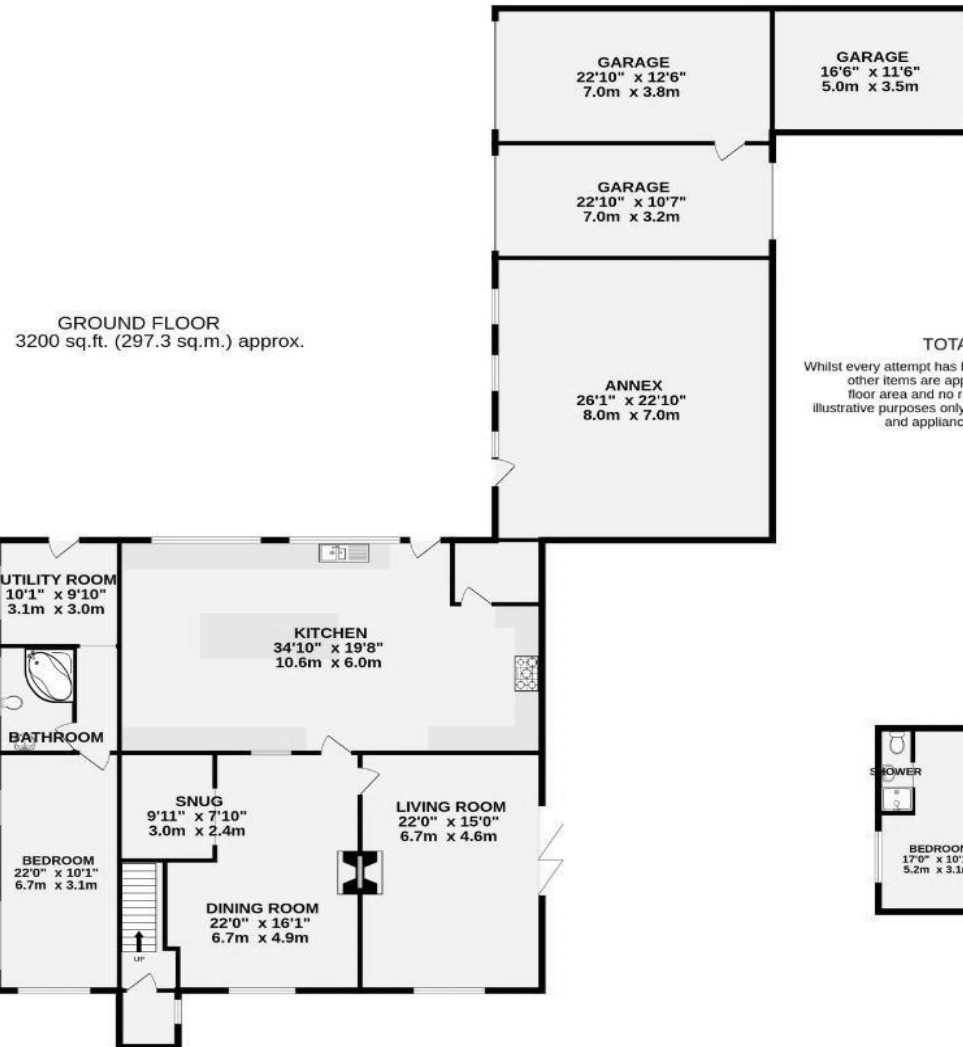 GARAGE
22'10" x 12'6"
7.0m x 3.8m
GARAGE
16'6" x 11'6"
5.0m x 3.5m
GARAGE
22'10" x 10'7"
7.0m x 3.2m
GROUND FLOOR
3200 sq.ft. (297.3 sq.m.) approx.
ANNEX
26'1" x 22'10"
8.0m x 7.0m
Whilst every attempt has
other items are
floor area and no
illustrative purposes only
and
UTILITY ROOM
10'1" x 9'10"
3.1m x 3.0m
KITCHEN
34'10" x 19'8"
10.6m x 6.0m
BATHROOM
SNUG
9'11" x 7'10"
3.0m x 2.4m
LIVING ROOM
22'0" x 15'0"
6.7m x 4.6m
BEDROOM
22'0" x 10'1"
6.7m x 3.1m
DINING ROOM
22'0" x 16'1"
6.7m x 4.9m
UP
SHOWER
17'0" x
5.2m x